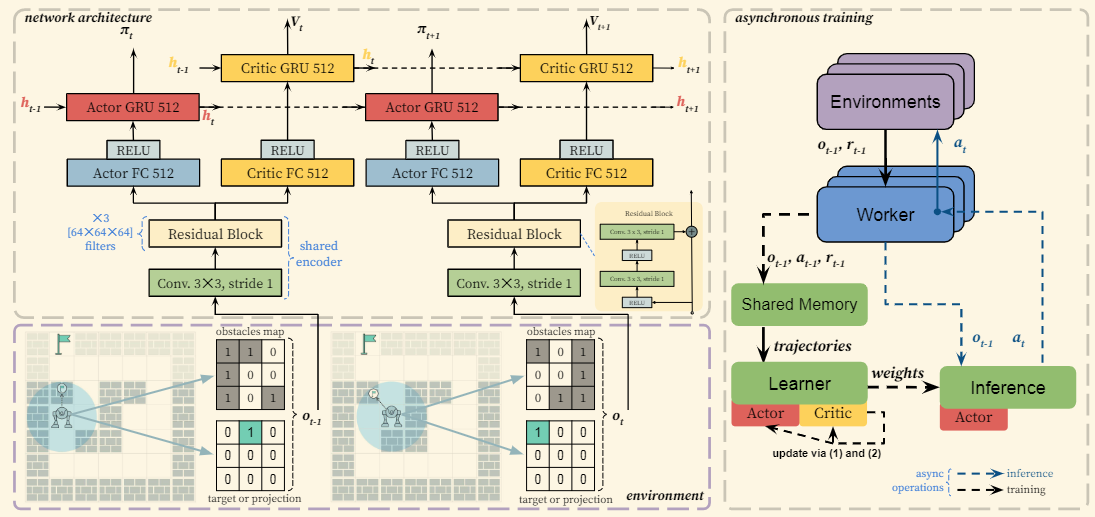 network architecture
π_t
V_t
π_{t+1}
V_{t+1}
h_{t-1}
Critic GRU 512
h_t
Critic GRU 512
h_{t+1}
h_{t-1}
Actor GRU 512
h_t
Actor GRU 512
h_{t+1}
RELU
RELU
RELU
RELU
Actor FC 512
Critic FC 512
Actor FC 512
Critic FC 512
×3
[64×64×64]
filters
Residual Block
shared
encoder
Conv. 3×3, stride 1
Residual Block
Conv. 3×3, stride 1
Residual Block
Conv. 3 x 3, stride 1
+
RELU
Conv. 3 x 3, stride 1
RELU
obstacles map
1 1 0
1 0 0
1 0 1
0 1 0
0 0 0
0 0 0
target or projection
o_{t-1}
obstacles map
1 0 1
0 0 1
0 1 1
1 0 0
0 0 0
0 0 0
target or projection
o_t
environment
asynchronous training
Environments
o_{t-1}, r_{t-1}
a_t
Worker
o_{t-1}, a_{t-1}, r_{t-1}
Shared Memory
trajectories
o_{t-1}
a_t
Learner
weights
Inference
Actor
Critic
Actor
update via (1) and (2)
async
operations
inference
training